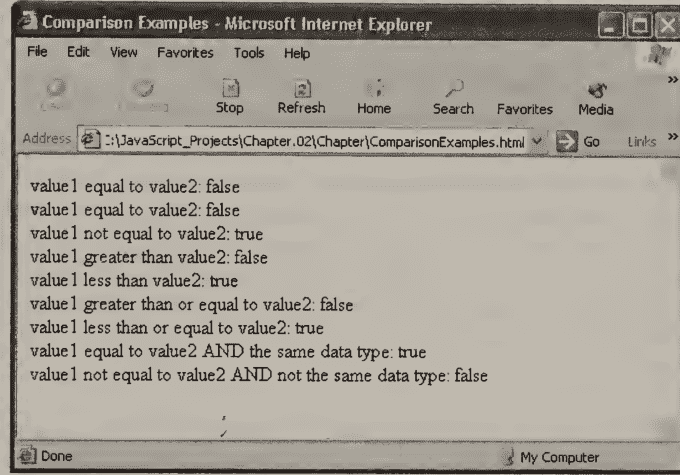 Comparison Examples - Microsoft Internet Explorer
File Edit View Favorites Tools Help
Stop Refresh Home Search Favorites Media »
Address :\JavaScript_Projects\Chapter.02\Chapter\ComparisonExamples.html Go Links »
value1 equal to value2: false
value1 equal to value2: false
value1 not equal to value2: true
value1 greater than value2: false
value1 less than value2: true
value1 greater than or equal to value2: false
value1 less than or equal to value2: true
value1 equal to value2 AND the same data type: true
value1 not equal to value2 AND not the same data type: false
Done My Computer